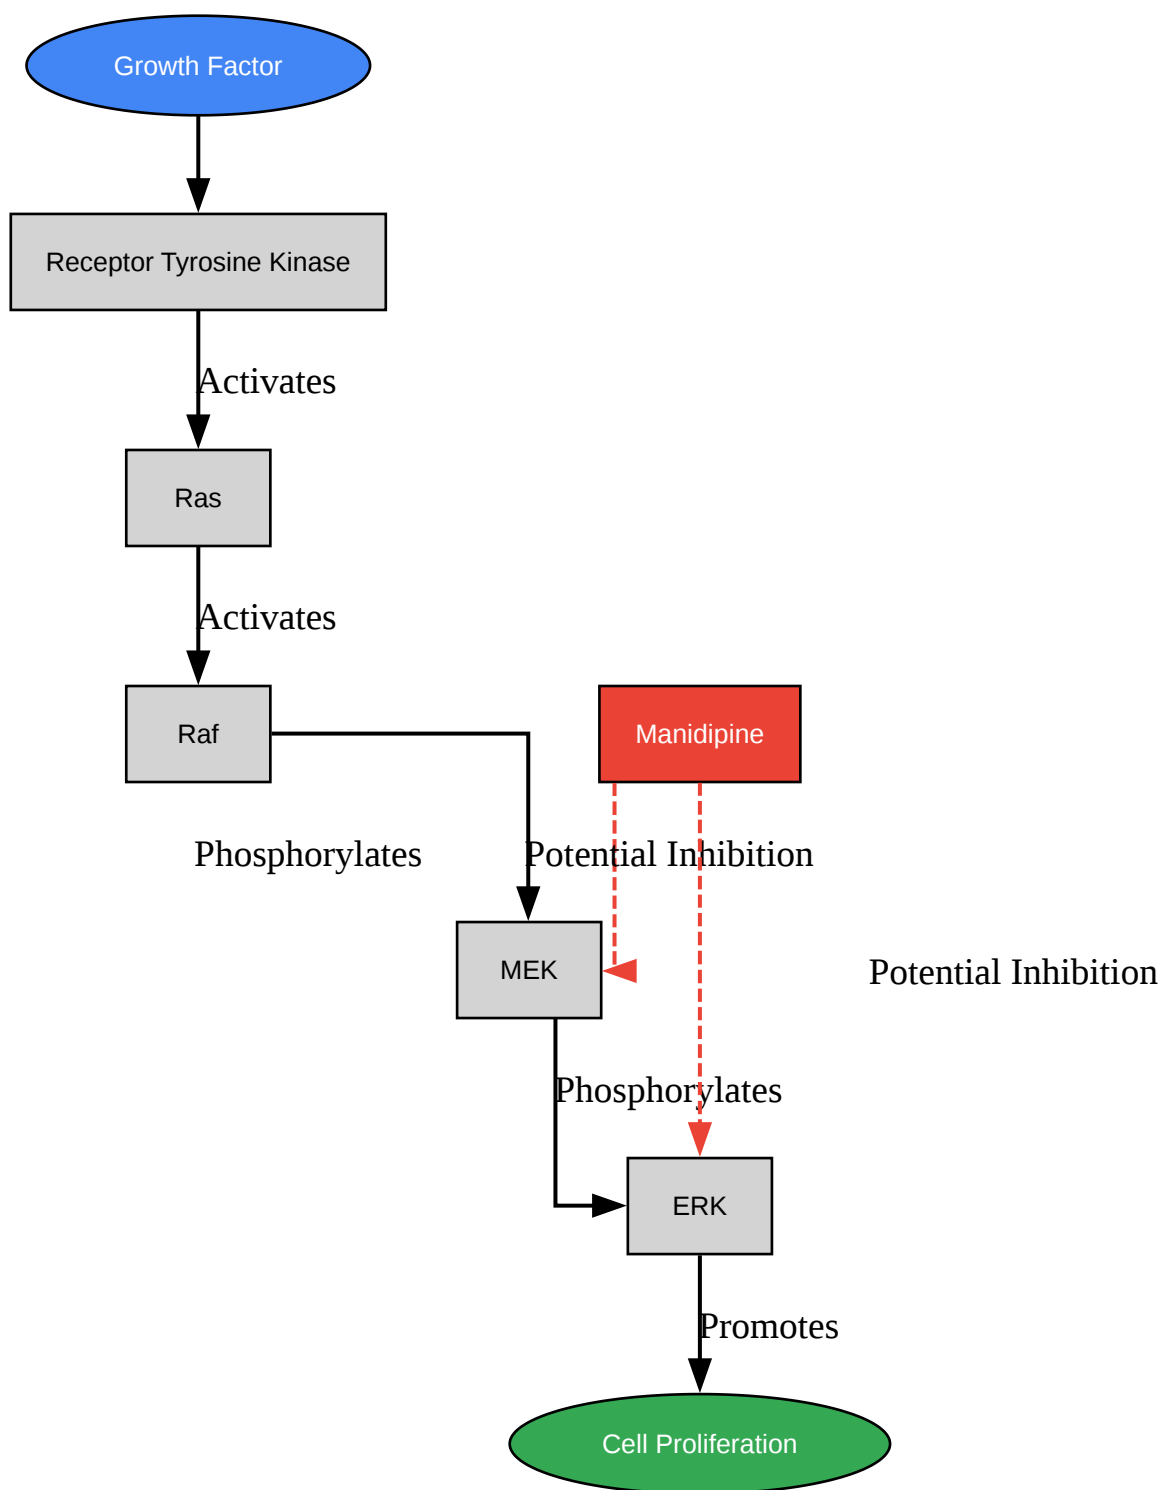 Growth Factor
Receptor Tyrosine Kinase
Activates
Ras
Activates
Raf
Manidipine
Phosphorylates
Potential Inhibition
MEK
Potential Inhibition
Phosphorylates
ERK
Promotes
Cell Proliferation